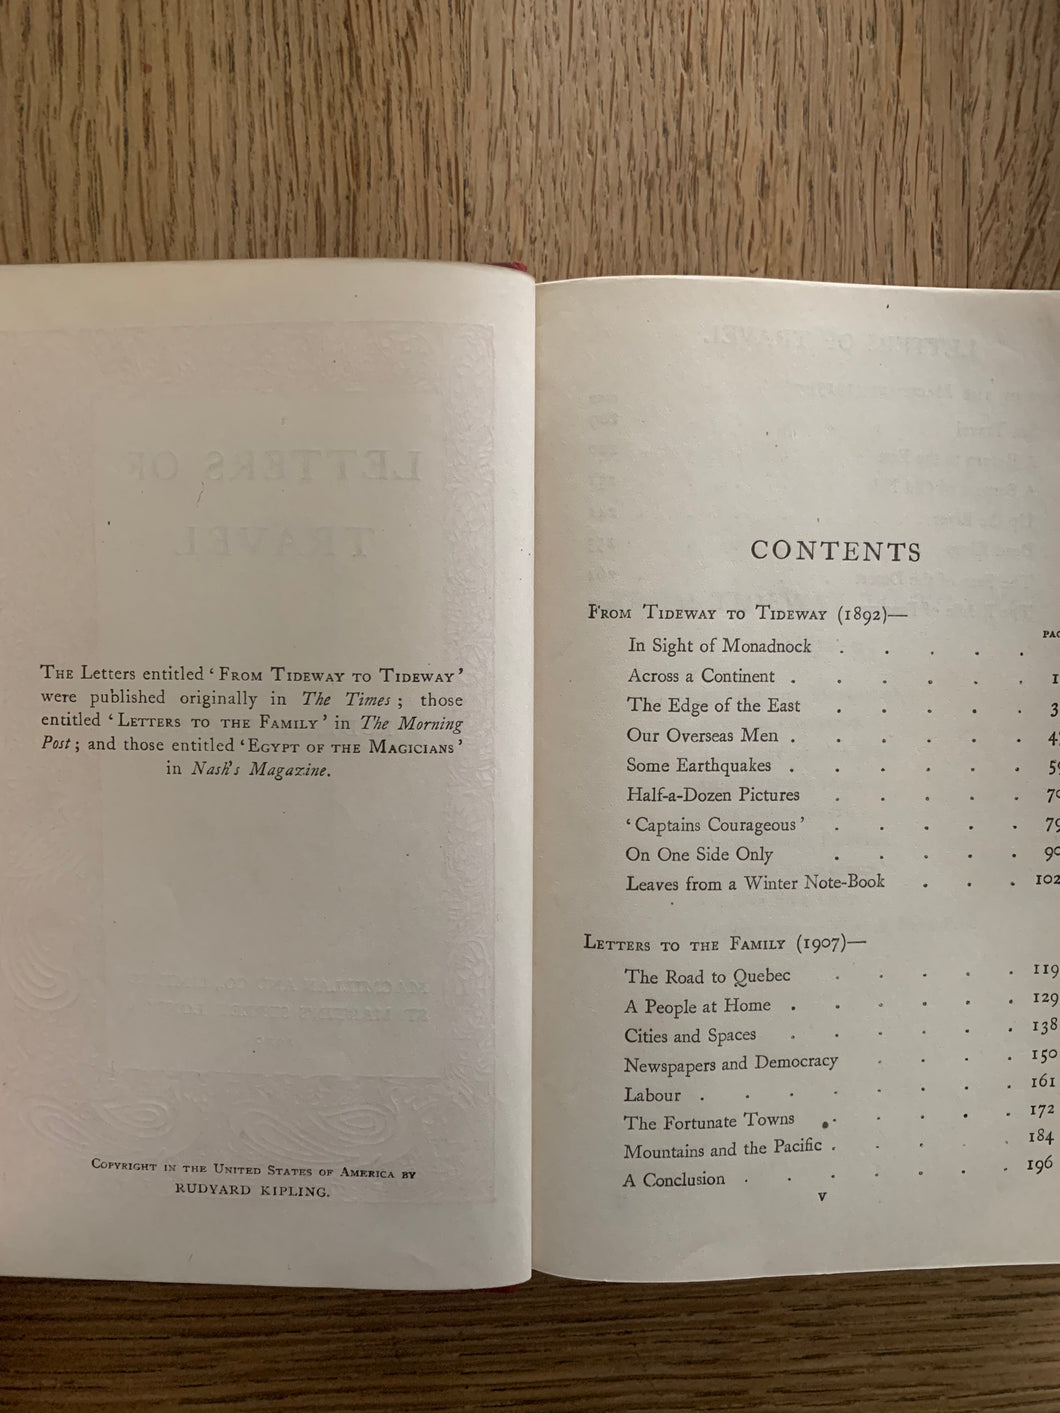 THE Letters entitled ‘FROM TIDEWAY TO TIDEWAY’
were published originally in The Times; those
entitled ‘LETTERS TO THE FAMILY’ in The Morning
Post; and those entitled ‘EGYPT OF THE MAGICIANS’
in Nash's Magazine.
COPYRIGHT IN THE UNITED STATES OF AMERICA BY
RUDYARD KIPLING.
CONTENTS
FROM TIDEWAY TO TIDEWAY (1892)—
In Sight of Monadnock . . . . .
Across a Continent . . . . . .
The Edge of the East . . . . .
Our Overseas Men . . . . . .
Some Earthquakes . . . . . .
Half-a-Dozen Pictures . . . . .
‘Captains Courageous’ . . . . . 79
On One Side Only . . . . . 90
Leaves from a Winter Note-Book . . . 102
LETTERS TO THE FAMILY (1907)—
The Road to Quebec . . . . . 119
A People at Home . . . . . . 129
Cities and Spaces . . . . . . 138
Newspapers and Democracy . . . . 150
Labour . . . . . . . . 161
The Fortunate Towns . . . . . 172
Mountains and the Pacific . . . . . 184
A Conclusion . . . . . . . 196
v
LETTERS OF
TRAVEL